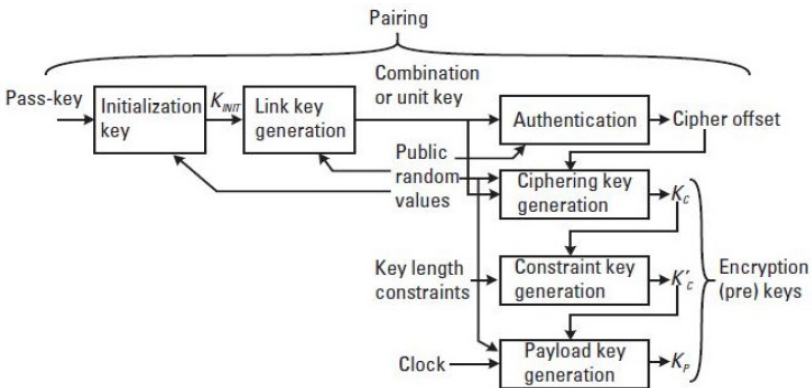 Pairing
Pass-key
Initialization
key
K_INIT
Link key
generation
Combination
or unit key
Authentication
Cipher offset
Public
random
values
Ciphering key
generation
K_C
Key length
constraints
Constraint key
generation
K'_C
Encryption
(pre) keys
Clock
Payload key
generation
K_P